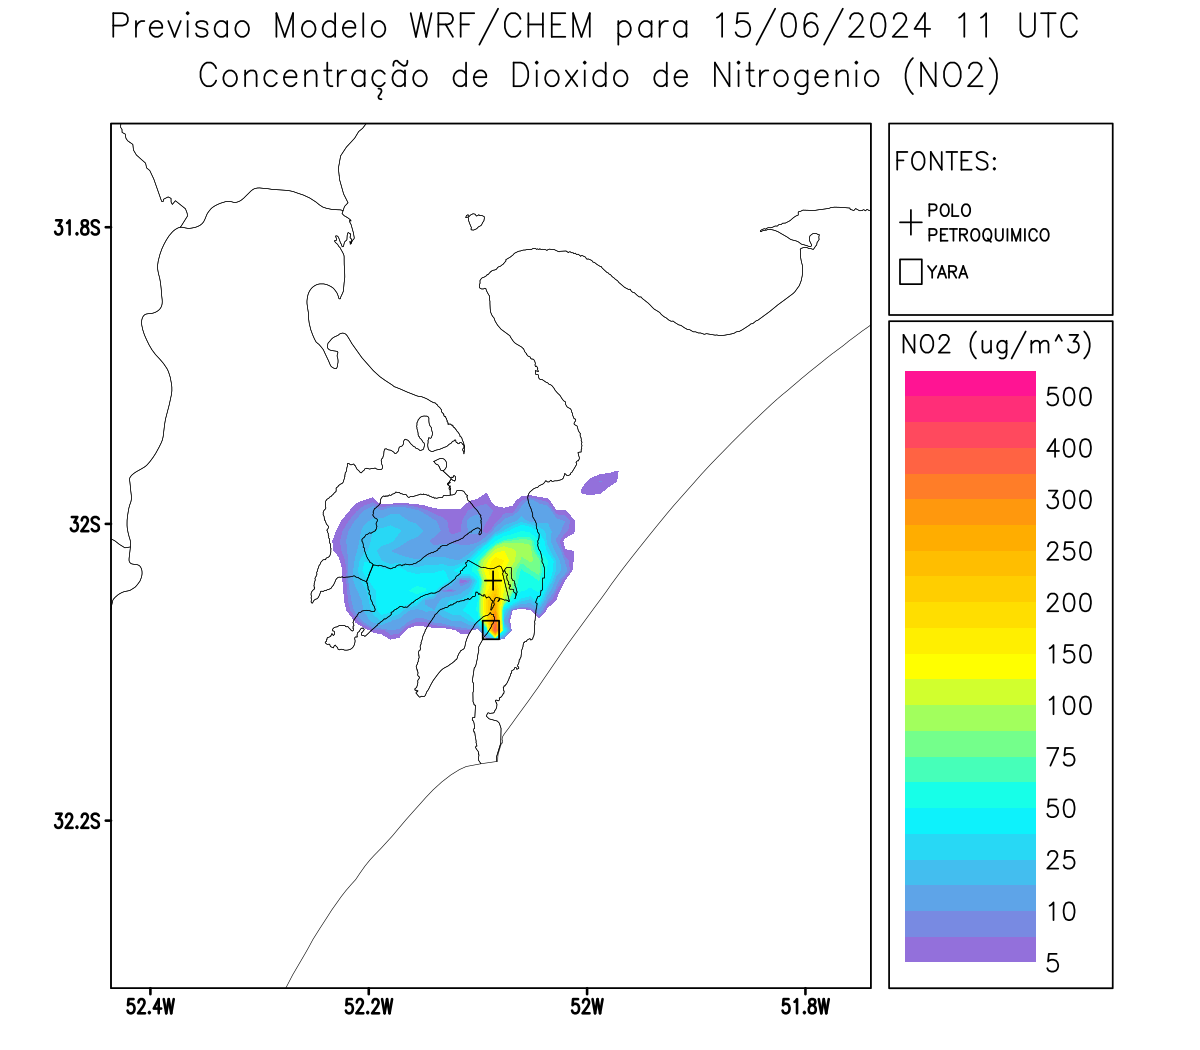 Previsao Modelo WRF/CHEM para 15/06/2024 11 UTC
Concentração de Dioxido de Nitrogenio (NO2)
FONTES:
POLO
PETROQUIMICO
YARA
31.8S
32S
32.2S
52.4W
52.2W
52W
51.8W
NO2 (ug/m^3)
500
400
300
250
200
150
100
75
50
25
10
5